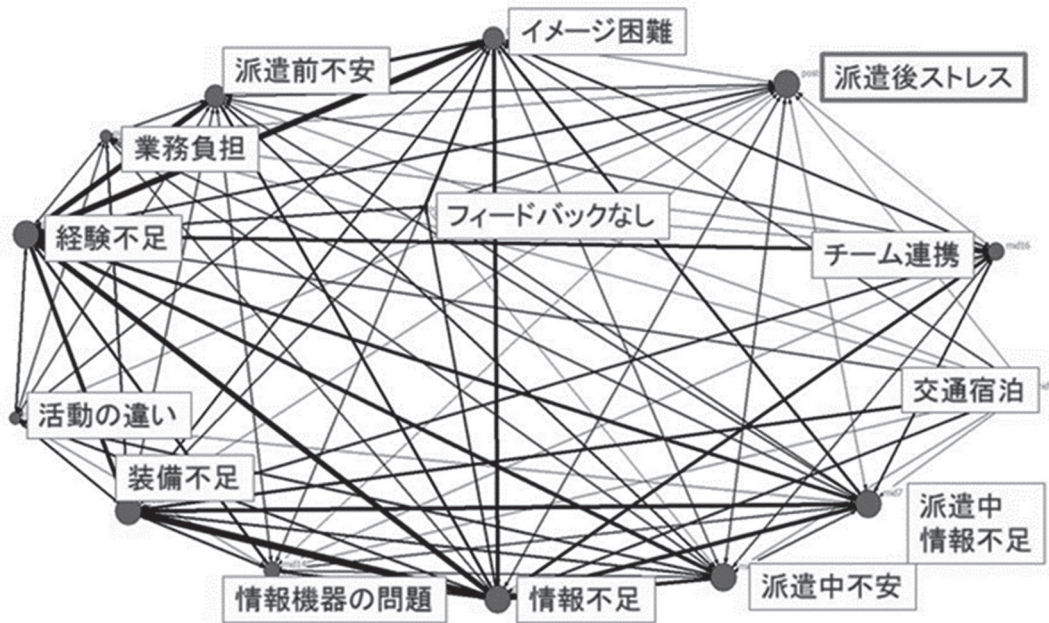 イメージ困難
派遣前不安
派遣後ストレス
業務負担
フィードバックなし
経験不足
チーム連携
md16
交通宿泊
活動の違い
装備不足
派遣中
情報不足
情報機器の問題
情報不足
派遣中不安